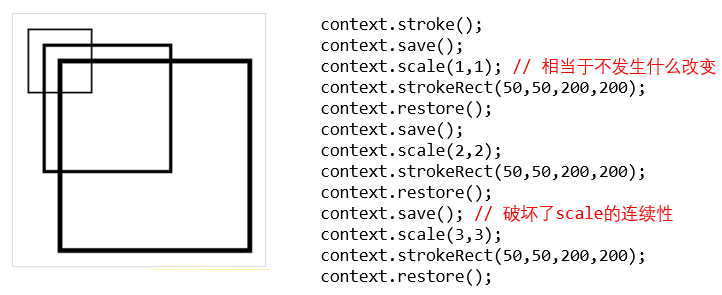 context.stroke();
context.save();
context.scale(1,1); // 相当于不发生什么改变
context.strokeRect(50,50,200,200);
context.restore();
context.save();
context.scale(2,2);
context.strokeRect(50,50,200,200);
context.restore();
context.save(); // 破坏了scale的连续性
context.scale(3,3);
context.strokeRect(50,50,200,200);
context.restore();